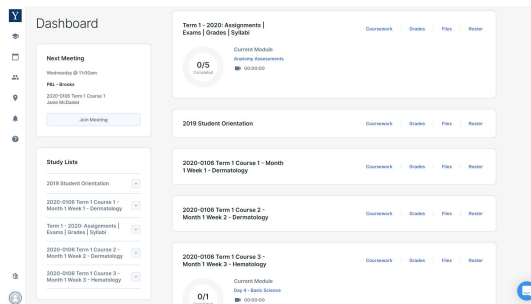 Y
Dashboard
Next Meeting
Wednesday @ 11:00am
PBL - Brooks
2020-0106 Term 1 Course 1
Janie McDaniel
Join Meeting
Study Lists
2019 Student Orientation
2020-0106 Term 1 Course 1 -
Month 1 Week 1 - Dermatology
Term 1 - 2020: Assignments |
Exams | Grades | Syllabi
2020-0106 Term 1 Course 2 -
Month 1 Week 2 - Dermatology
2020-0106 Term 1 Course 3 -
Month 1 Week 3 - Hematology
Term 1 - 2020: Assignments |
Exams | Grades | Syllabi
Coursework Grades Files Roster
0/5
Completed
Current Module
Anatomy Assessments
00:00:00
2019 Student Orientation
Coursework Grades Files Roster
2020-0106 Term 1 Course 1 - Month
1 Week 1 - Dermatology
Coursework Grades Files Roster
2020-0106 Term 1 Course 2 -
Month 1 Week 2 - Dermatology
Coursework Grades Files Roster
2020-0106 Term 1 Course 3 -
Month 1 Week 3 - Hematology
Coursework Grades Files Roster
0/1
Completed
Current Module
Day 4 - Basic Science
00:00:00